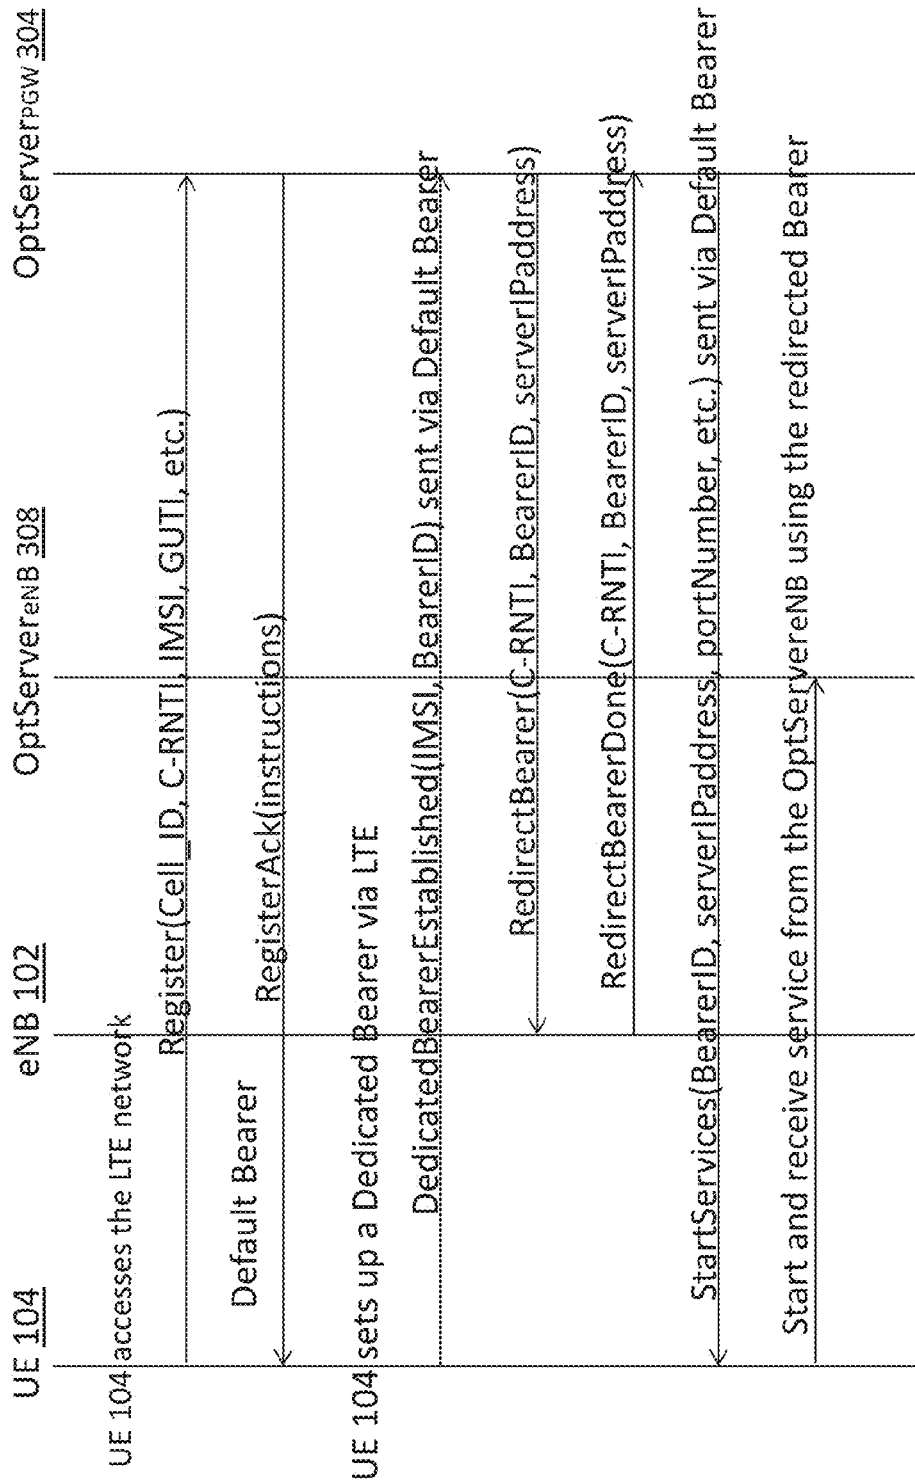 UE 104
eNB 102
OptServereNB 308
OptServerPGW 304
UE 104 accesses the LTE network
Register(Cell_ID, C-RNTI, IMSI, GUTI, etc.)
Default Bearer
RegisterAck(instructions)
UE 104 sets up a Dedicated Bearer via LTE
DedicatedBearerEstablished(IMSI, BearerID) sent via Default Bearer
RedirectBearer(C-RNTI, BearerID, serverIPaddress)
RedirectBearerDone(C-RNTI, BearerID, serverIPaddress)
StartServices(BearerID, serverIPaddress, portNumber, etc.) sent via Default Bearer
Start and receive service from the OptServereNB using the redirected Bearer